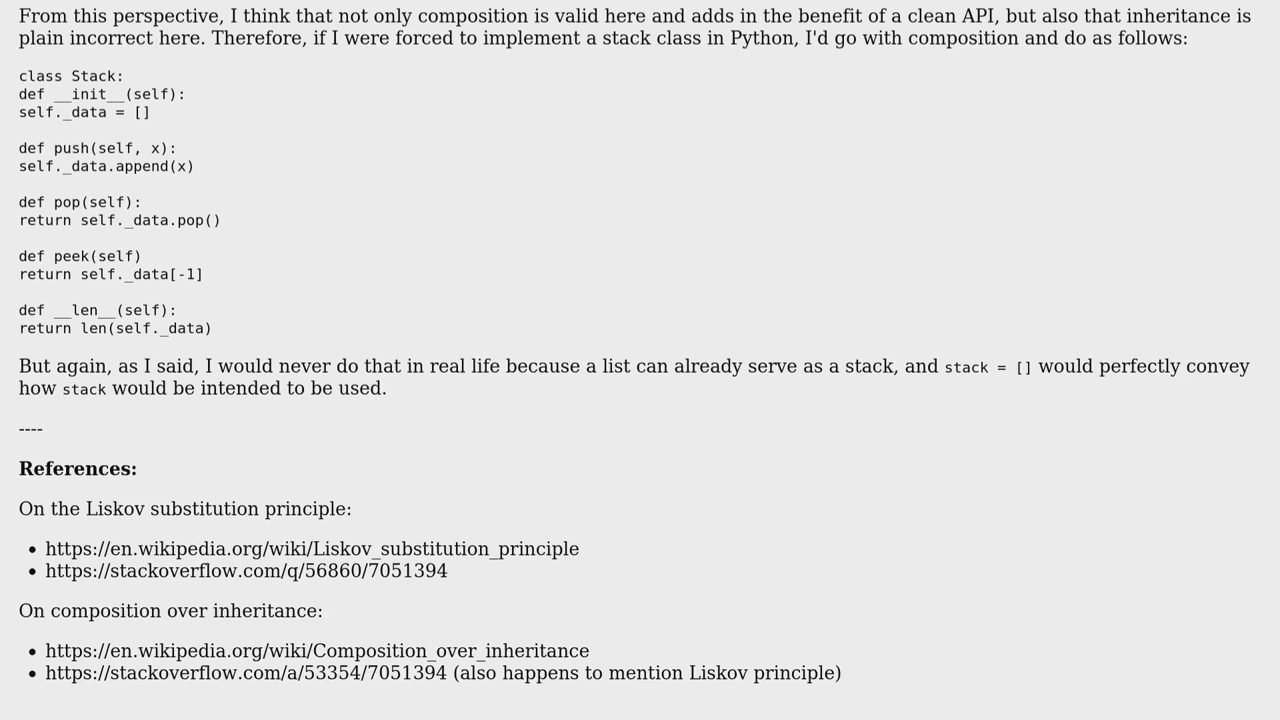 From this perspective, I think that not only composition is valid here and adds in the benefit of a clean API, but also that inheritance is
plain incorrect here. Therefore, if I were forced to implement a stack class in Python, I'd go with composition and do as follows:
class Stack:
def __init__(self):
self._data = []
def push(self, x):
self._data.append(x)
def pop(self):
return self._data.pop()
def peek(self)
return self._data[-1]
def __len__(self):
return len(self._data)
But again, as I said, I would never do that in real life because a list can already serve as a stack, and stack = [] would perfectly convey
how stack would be intended to be used.
----
References:
On the Liskov substitution principle:
• https://en.wikipedia.org/wiki/Liskov_substitution_principle
• https://stackoverflow.com/q/56860/7051394
On composition over inheritance:
• https://en.wikipedia.org/wiki/Composition_over_inheritance
• https://stackoverflow.com/a/53354/7051394 (also happens to mention Liskov principle)